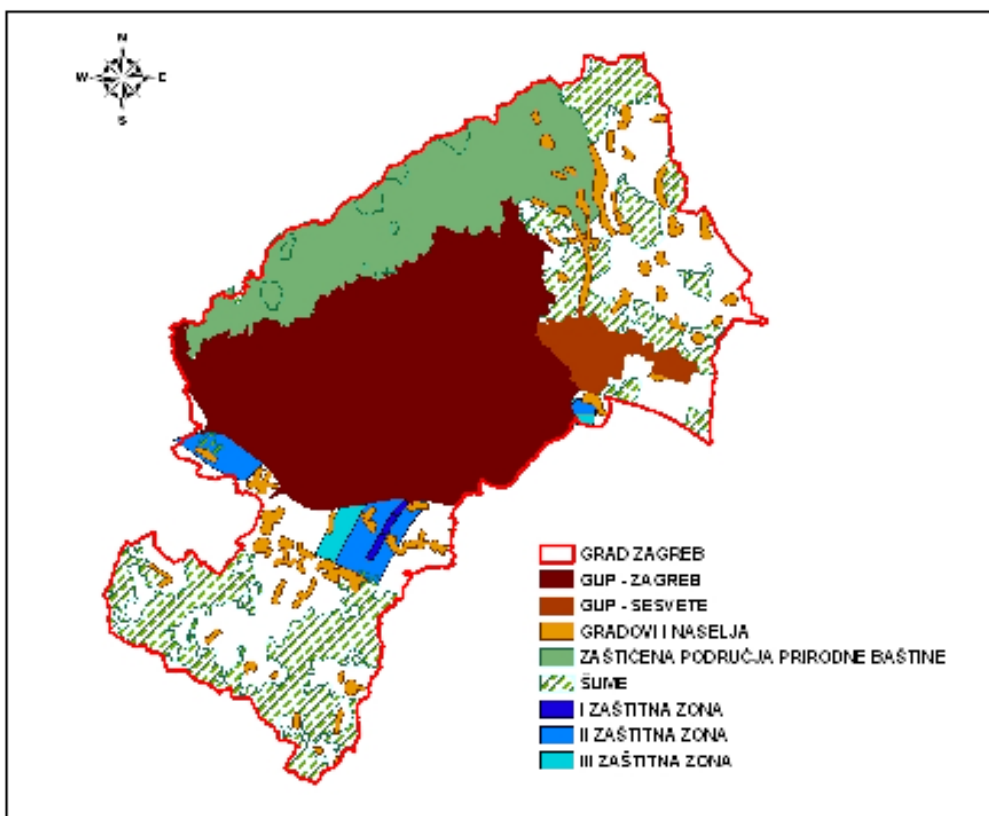 N
W E
S
GRAD ZAGREB
GUP - ZAGREB
GUP - SESVETE
GRADOVI I NASELJA
ZAŠTIĆENA PODRUČJA PRIRODNE BAŠTINE
ŠUME
I ZAŠTITNA ZONA
II ZAŠTITNA ZONA
III ZAŠTITNA ZONA